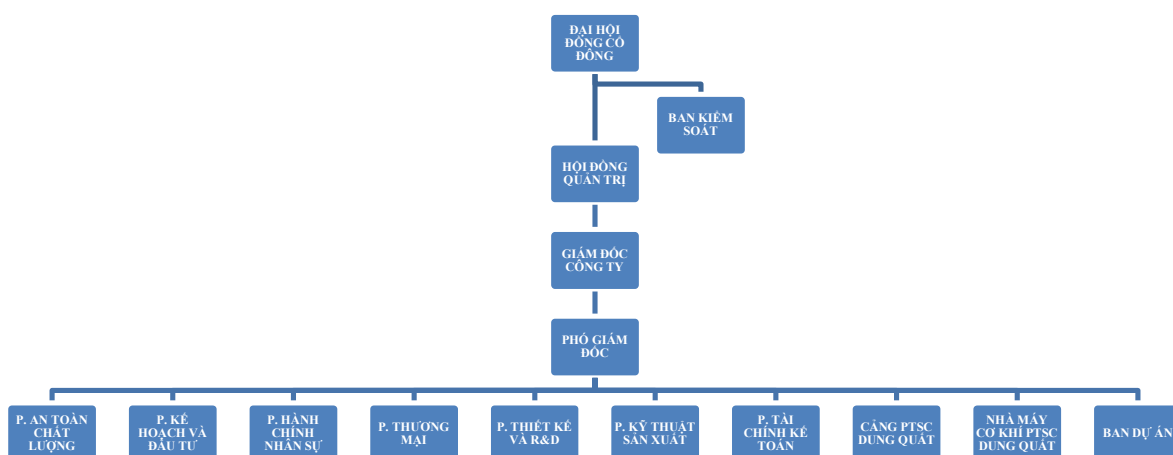 ĐẠI HỘI
ĐỒNG CỔ
ĐÔNG
BAN KIỂM
SOÁT
HỘI ĐỒNG
QUẢN TRỊ
GIÁM ĐỐC
CÔNG TY
PHÓ GIÁM
ĐỐC
P. AN TOÀN
CHẤT
LƯỢNG
P. KẾ
HOẠCH VÀ
ĐẦU TƯ
P. HÀNH
CHÍNH
NHÂN SỰ
P. THƯƠNG
MẠI
P. THIẾT KẾ
VÀ R&D
P. KỸ THUẬT
SẢN XUẤT
P. TÀI
CHÍNH KẾ
TOÁN
CẢNG PTSC
DUNG QUẤT
NHÀ MÁY
CƠ KHÍ PTSC
DUNG QUẤT
BAN DỰ ÁN